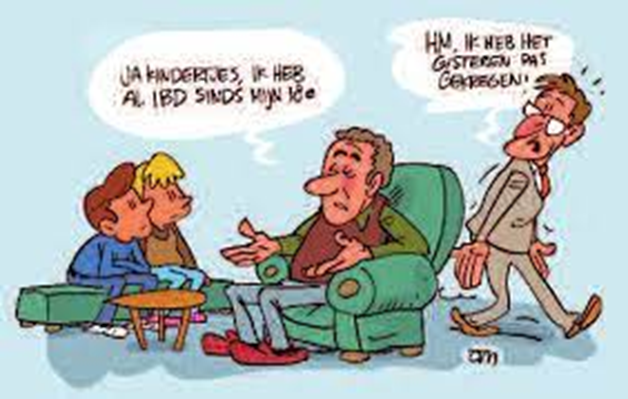 JA KINDERTJES, IK HEB
AL IBD SINDS MIJN 18e
HM, IK HEB HET
GISTEREN PAS
GEKREGEN!